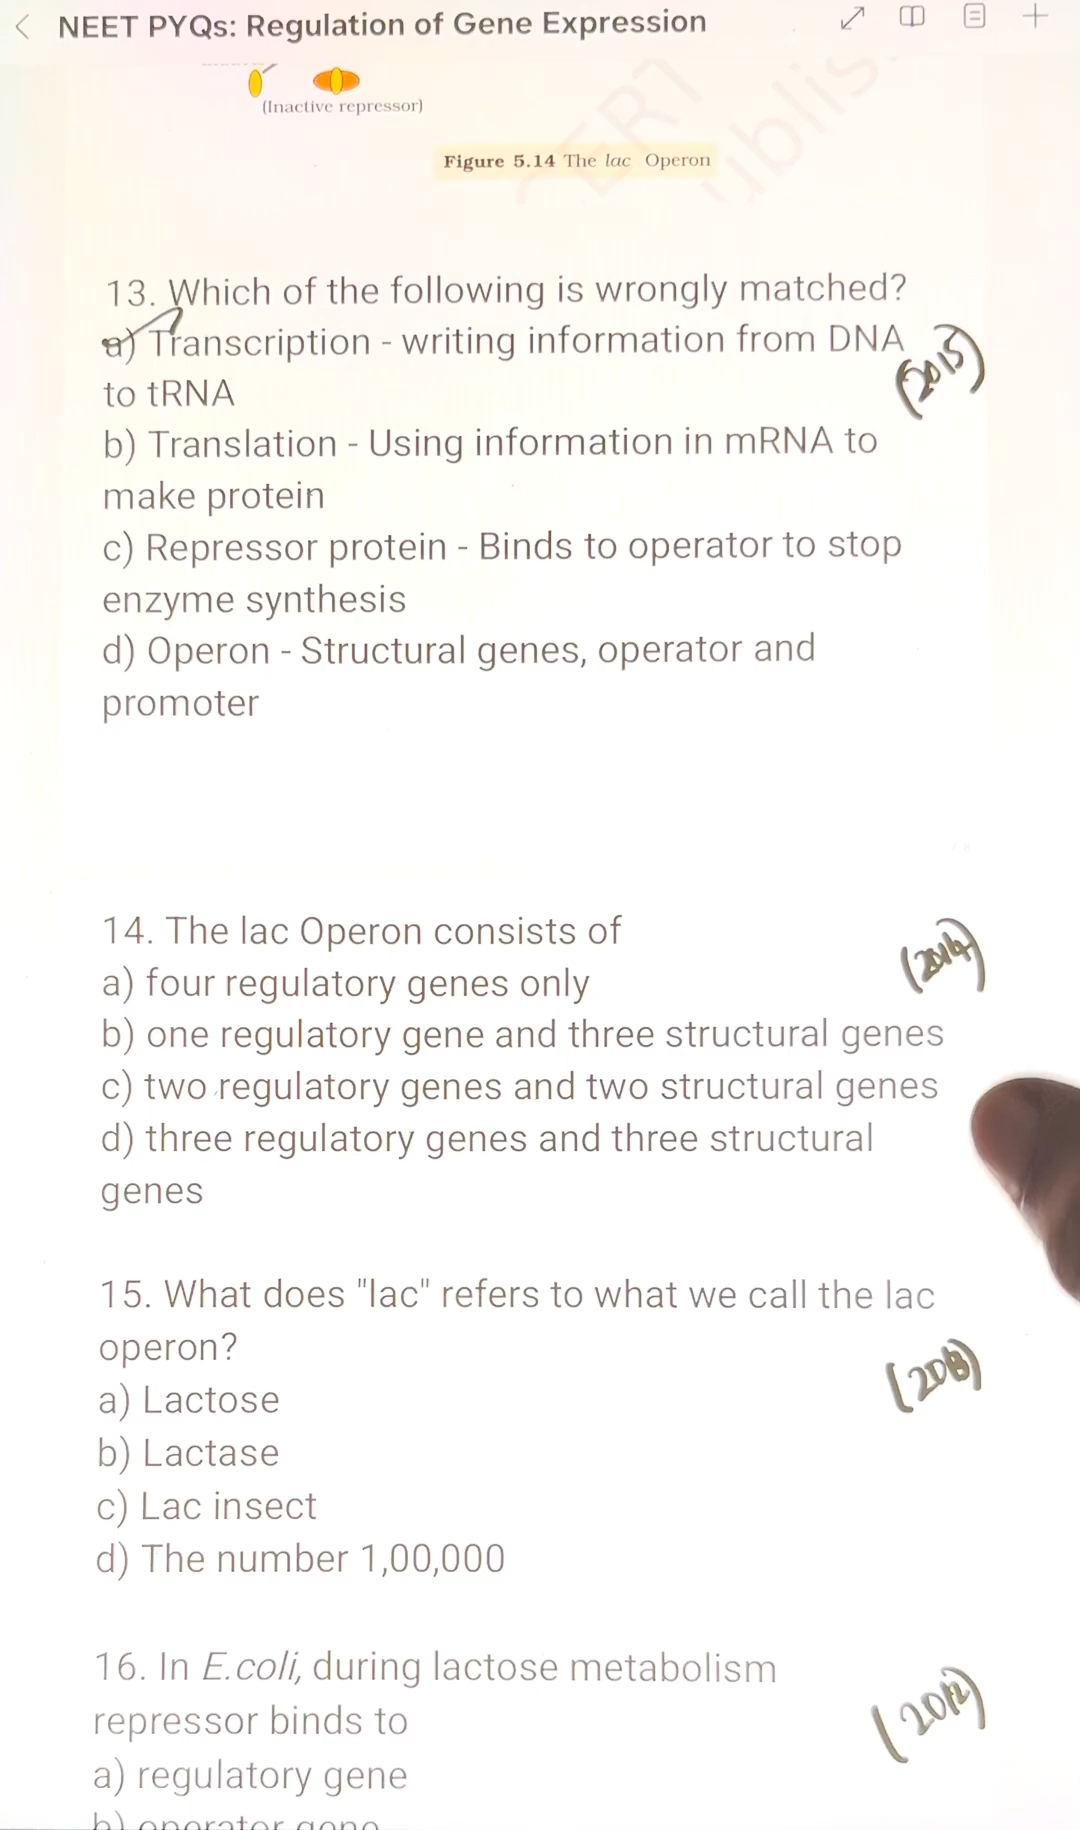 NEET PYQs: Regulation of Gene Expression
(Inactive repressor)
Figure 5.14 The lac Operon
13. Which of the following is wrongly matched?
a) Transcription - writing information from DNA
to tRNA
(2015)
b) Translation - Using information in mRNA to
make protein
c) Repressor protein - Binds to operator to stop
enzyme synthesis
d) Operon - Structural genes, operator and
promoter
14. The lac Operon consists of
(2014)
a) four regulatory genes only
b) one regulatory gene and three structural genes
c) two regulatory genes and two structural genes
d) three regulatory genes and three structural
genes
15. What does "lac" refers to what we call the lac
operon?
a) Lactose
b) Lactase
c) Lac insect
d) The number 1,00,000
16. In E.coli, during lactose metabolism
repressor binds to
(2012)
a) regulatory gene
b) operator gene